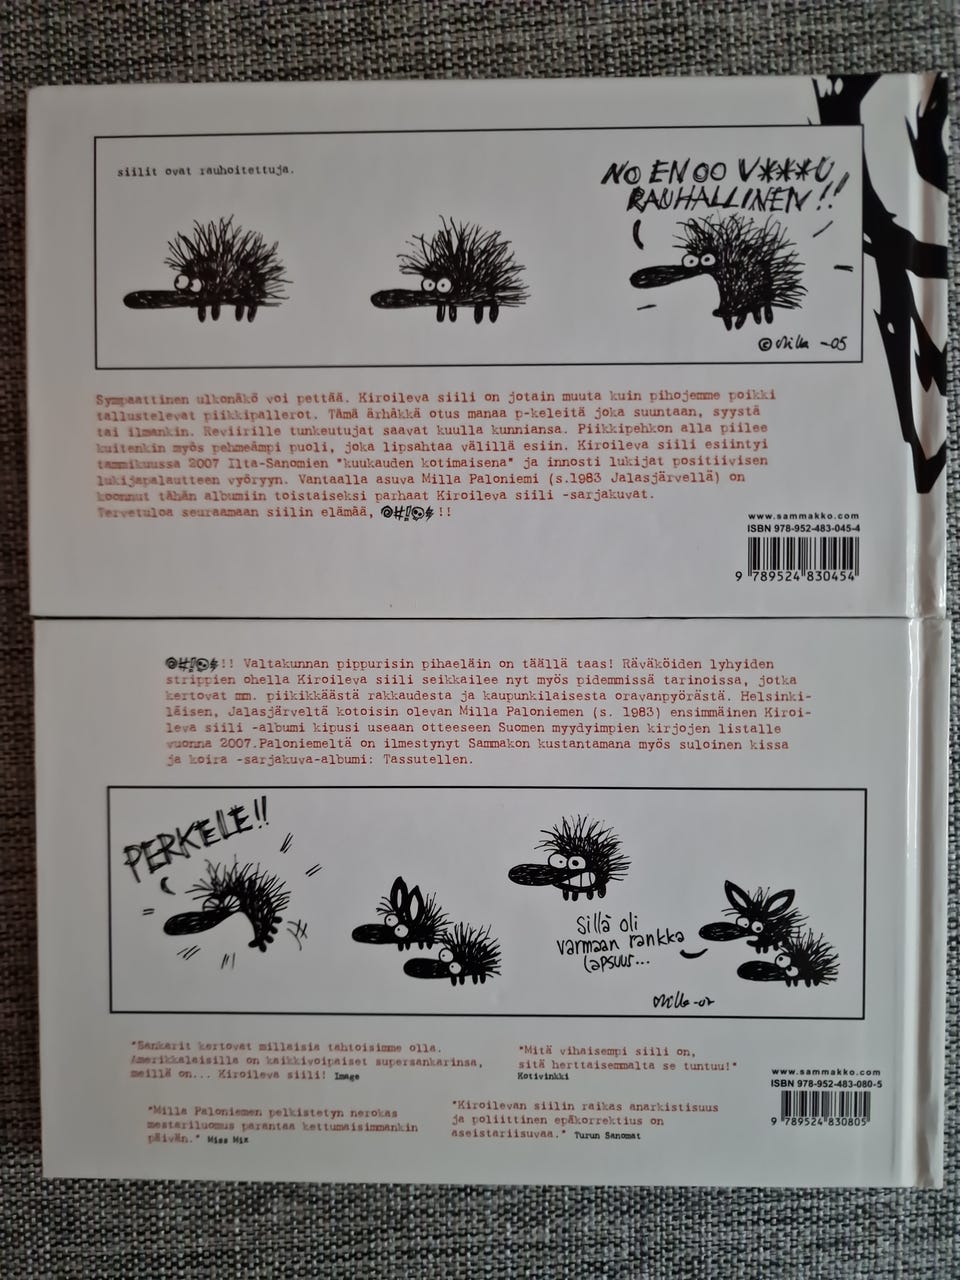 siilit ovat rauhoitettuja.
NO EN OO V***U
RAUHALLINEN!!
© Milla -05
Sympaattinen ulkonäkö voi pettää. Kiroileva siili on jotain muuta kuin pihojemme poikki
tallustelevat piikkipallerot. Tämä ärhäkkä otus manaa p-keleitä joka suuntaan, syystä
tai ilmankin. Reviirille tunkeutujat saavat kuulla kunniansa. Piikkipehkon alla piilee
kuitenkin myös pehmeämpi puoli, joka lipsahtaa välillä esiin. Kiroileva siili esiintyi
tammikuussa 2007 Ilta-Sanomien "kuukauden kotimaisena" ja innosti lukijat positiivisen
lukijapalautteen vyöryyn. Vantaalla asuva Milla Paloniemi (s.1983 Jalasjärvellä) on
koonnut tähän albumiin toistaiseksi parhaat Kiroileva siili -sarjakuvat.
Tervetuloa seuraamaan siilin elämää, @#!!
www.sammakko.com
ISBN 978-952-483-045-4
9 789524 830454
@#!!! Valtakunnan pippurisin pihaeläin on täällä taas! Räväköiden lyhyiden
strippien ohella Kiroileva siili seikkailee nyt myös pidemmissä tarinoissa, jotka
kertovat mm. piikikkäästä rakkaudesta ja kaupunkilaisesta oravanpyörästä. Helsinki-
läisen, Jalasjärveltä kotoisin olevan Milla Paloniemen (s. 1983) ensimmäinen Kiroi-
leva siili -albumi kipusi useaan otteeseen Suomen myydyimpien kirjojen listalle
vuonna 2007.Paloniemeltä on ilmestynyt Sammakon kustantamana myös suloinen kissa
ja koira -sarjakuva-albumi: Tassutellen.
PERKELE!!
Sillä oli
varmaan rankka
lapsuus...
Milla -07
"Sankarit kertovat millaisia tahtoisimme olla.
Amerikkalaisilla on kaikkivoipaiset supersankarinsa,
meillä on... Kiroileva siili! Image
"Mitä vihaisempi siili on,
sitä herttaisemmalta se tuntuu!"
Kotivinkki
"Milla Paloniemen pelkistetyn nerokas
mestariluomus parantaa kettumaisimmankin
päivän." Miss Mix
"Kiroilevan siilin raikas anarkistisuus
ja poliittinen epäkorrektius on
aseistariisuvaa." Turun Sanomat
www.sammakko.com
ISBN 978-952-483-080-5
9 789524 830805